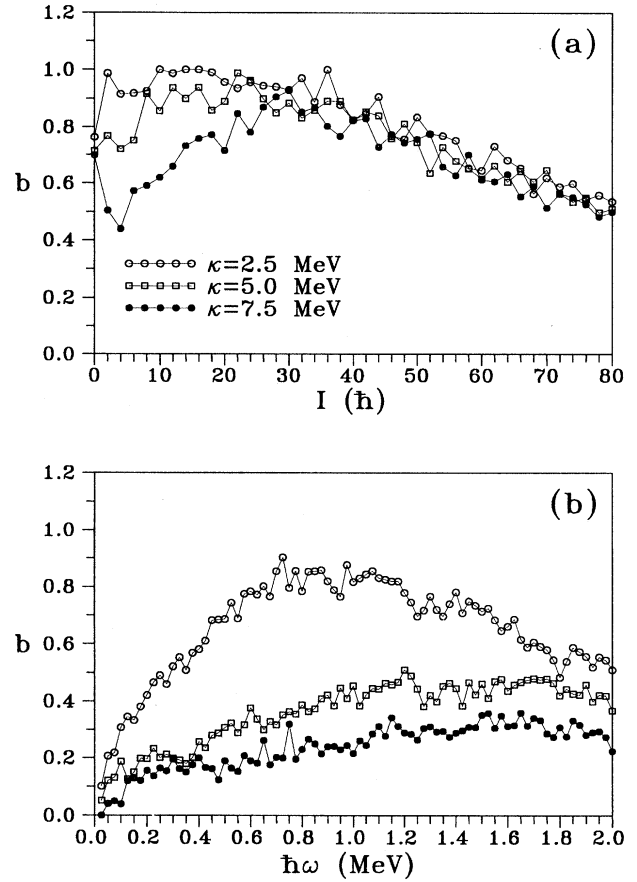 1.2
(a)
1.0
0.8
b
0.6
0.4
κ=2.5 MeV
κ=5.0 MeV
0.2
κ=7.5 MeV
0.0
0 10 20 30 40 50 60 70 80
I (ħ)
1.2
(b)
1.0
0.8
b
0.6
0.4
0.2
0.0
0.0 0.2 0.4 0.6 0.8 1.0 1.2 1.4 1.6 1.8 2.0
ħω (MeV)